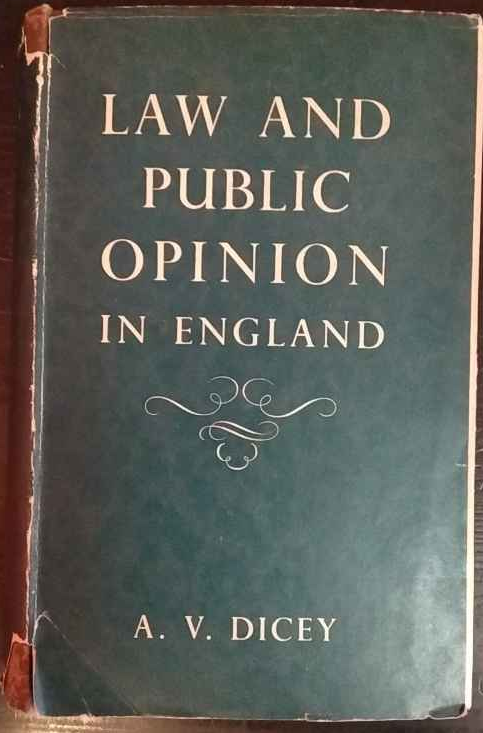 LAW AND
PUBLIC
OPINION
IN ENGLAND
A. V. DICEY